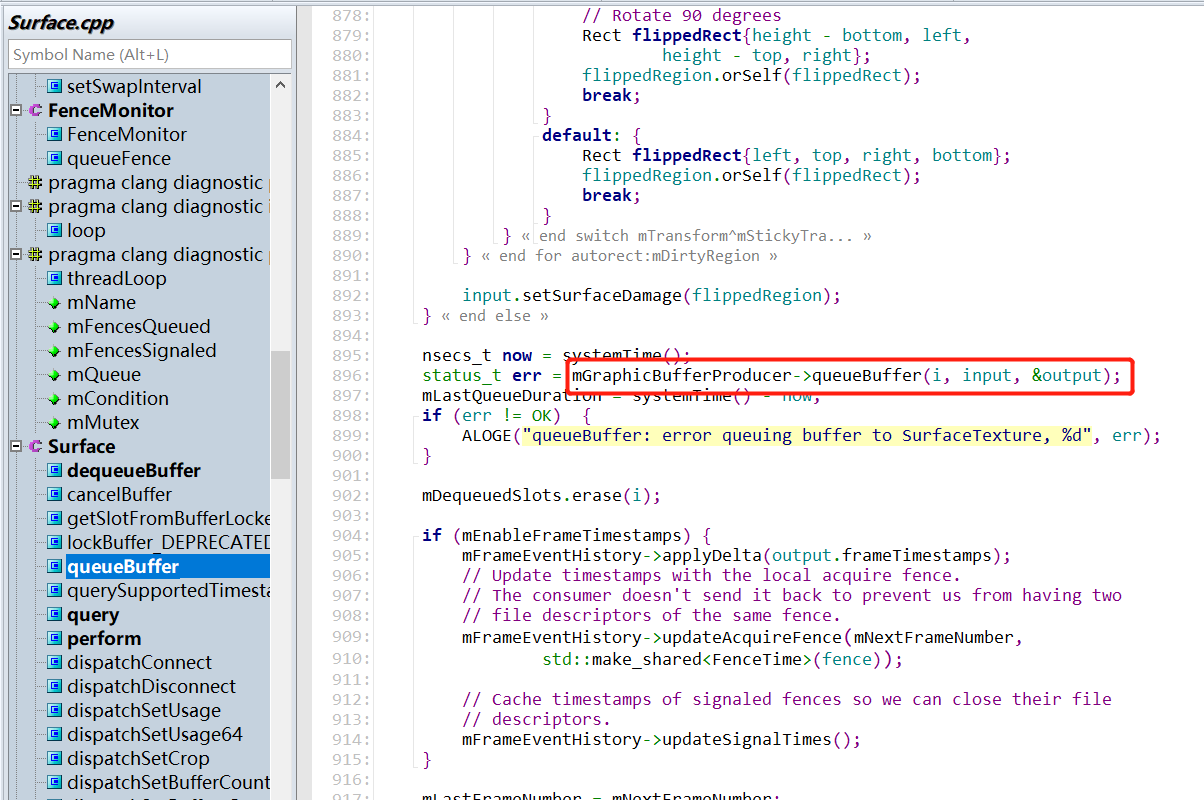 Surface.cpp
Symbol Name (Alt+L)
setSwapInterval
FenceMonitor
FenceMonitor
queueFence
pragma clang diagnostic
pragma clang diagnostic i
loop
pragma clang diagnostic
threadLoop
mName
mFencesQueued
mFencesSignaled
mQueue
mCondition
mMutex
Surface
dequeueBuffer
cancelBuffer
getSlotFromBufferLocke
lockBuffer_DEPRECATED
queueBuffer
querySupportedTimesta
query
perform
dispatchConnect
dispatchDisconnect
dispatchSetUsage
dispatchSetUsage64
dispatchSetCrop
dispatchSetBufferCount
878: // Rotate 90 degrees
879: Rect flippedRect{height - bottom, left,
880: height - top, right};
881: flippedRegion.orSelf(flippedRect);
882: break;
883: }
884: default: {
885: Rect flippedRect{left, top, right, bottom};
886: flippedRegion.orSelf(flippedRect);
887: break;
888: }
889: } « end switch mTransform^mStickyTra... »
890: } « end for autorect:mDirtyRegion »
891:
892: input.setSurfaceDamage(flippedRegion);
893: } « end else »
894:
895: nsecs_t now = systemTime();
896: status_t err = mGraphicBufferProducer->queueBuffer(i, input, &output);
897: mLastQueueDuration = systemTime() - now;
898: if (err != OK) {
899: ALOGE("queueBuffer: error queuing buffer to SurfaceTexture, %d", err);
900: }
901:
902: mDequeuedSlots.erase(i);
903:
904: if (mEnableFrameTimestamps) {
905: mFrameEventHistory->applyDelta(output.frameTimestamps);
906: // Update timestamps with the local acquire fence.
907: // The consumer doesn't send it back to prevent us from having two
908: // file descriptors of the same fence.
909: mFrameEventHistory->updateAcquireFence(mNextFrameNumber,
910: std::make_shared<FenceTime>(fence));
911:
912: // Cache timestamps of signaled fences so we can close their file
913: // descriptors.
914: mFrameEventHistory->updateSignalTimes();
915: }
916:
917: mLastFrameNumber = mNextFrameNumber;